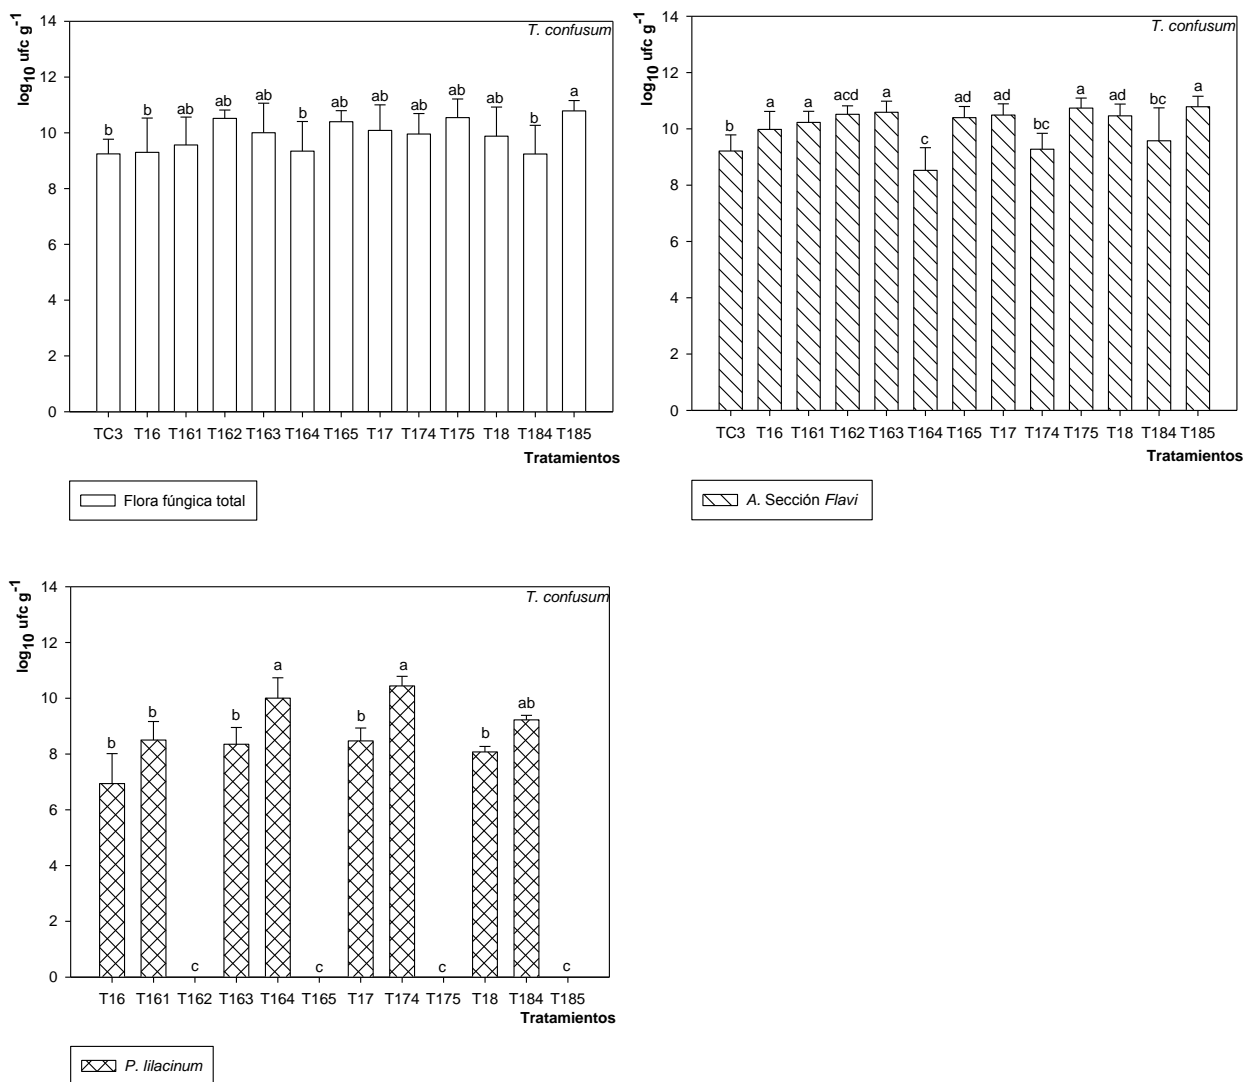 14
12
10
8
6
4
2
0
log10 ufc g-1
T. confusum
b b ab ab ab b ab ab ab ab ab b a
TC3 T16 T161 T162 T163 T164 T165 T17 T174 T175 T18 T184 T185
Tratamientos
Flora fúngica total
14
12
10
8
6
4
2
0
log10 ufc g-1
T. confusum
b a a acd a c ad ad bc a ad bc a
TC3 T16 T161 T162 T163 T164 T165 T17 T174 T175 T18 T184 T185
Tratamientos
A. Sección Flavi
14
12
10
8
6
4
2
0
log10 ufc g-1
T. confusum
b b c b a c b a c b ab c
T16 T161 T162 T163 T164 T165 T17 T174 T175 T18 T184 T185
Tratamientos
P. lilacinum